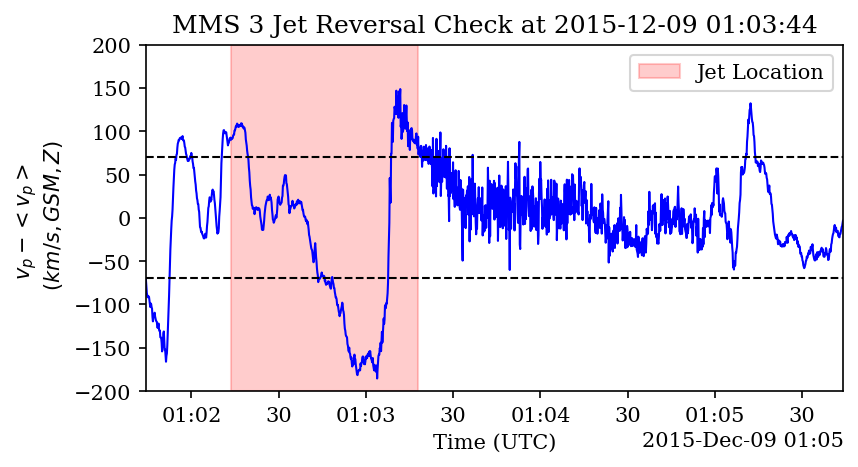 MMS 3 Jet Reversal Check at 2015-12-09 01:03:44
v_p − < v_p >
(km/s, GSM, Z)
200
150
100
50
0
−50
−100
−150
−200
Jet Location
01:02 30 01:03 30 01:04 30 01:05 30
Time (UTC)
2015-Dec-09 01:05